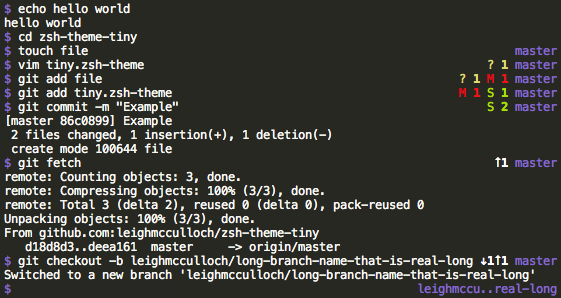 $ echo hello world
hello world
$ cd zsh-theme-tiny
$ touch file master
$ vim tiny.zsh-theme ? 1 master
$ git add file ? 1 M 1 master
$ git add tiny.zsh-theme M 1 S 1 master
$ git commit -m "Example" S 2 master
[master 86c0899] Example
 2 files changed, 1 insertion(+), 1 deletion(-)
 create mode 100644 file
$ git fetch ↑1 master
remote: Counting objects: 3, done.
remote: Compressing objects: 100% (3/3), done.
remote: Total 3 (delta 2), reused 0 (delta 0), pack-reused 0
Unpacking objects: 100% (3/3), done.
From github.com:leighmcculloch/zsh-theme-tiny
   d18d8d3..deea161  master     -> origin/master
$ git checkout -b leighmcculloch/long-branch-name-that-is-real-long ↓1↑1 master
Switched to a new branch 'leighmcculloch/long-branch-name-that-is-real-long'
$ leighmccu..real-long